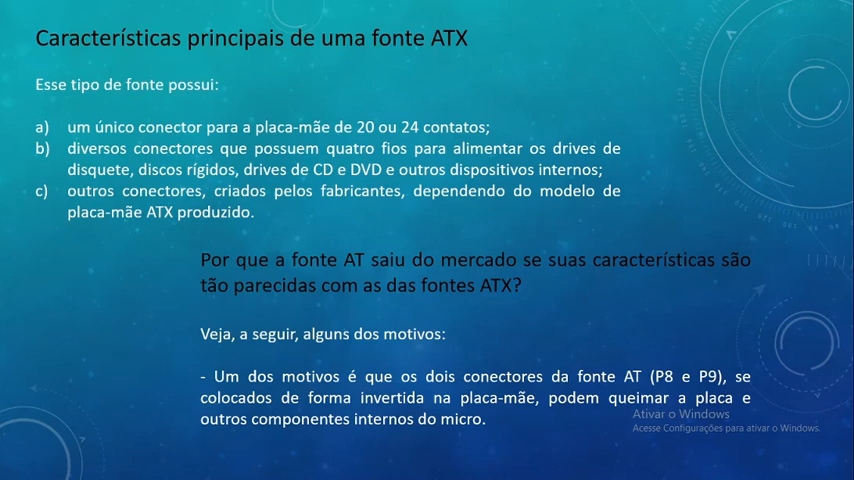 Características principais de uma fonte ATX
Esse tipo de fonte possui:
a) um único conector para a placa-mãe de 20 ou 24 contatos;
b) diversos conectores que possuem quatro fios para alimentar os drives de
disquete, discos rígidos, drives de CD e DVD e outros dispositivos internos;
c) outros conectores, criados pelos fabricantes, dependendo do modelo de
placa-mãe ATX produzido.
Por que a fonte AT saiu do mercado se suas características são
tão parecidas com as das fontes ATX?
Veja, a seguir, alguns dos motivos:
- Um dos motivos é que os dois conectores da fonte AT (P8 e P9), se
colocados de forma invertida na placa-mãe, podem queimar a placa e
outros componentes internos do micro.
Ativar o Windows
Acesse Configurações para ativar o Windows.